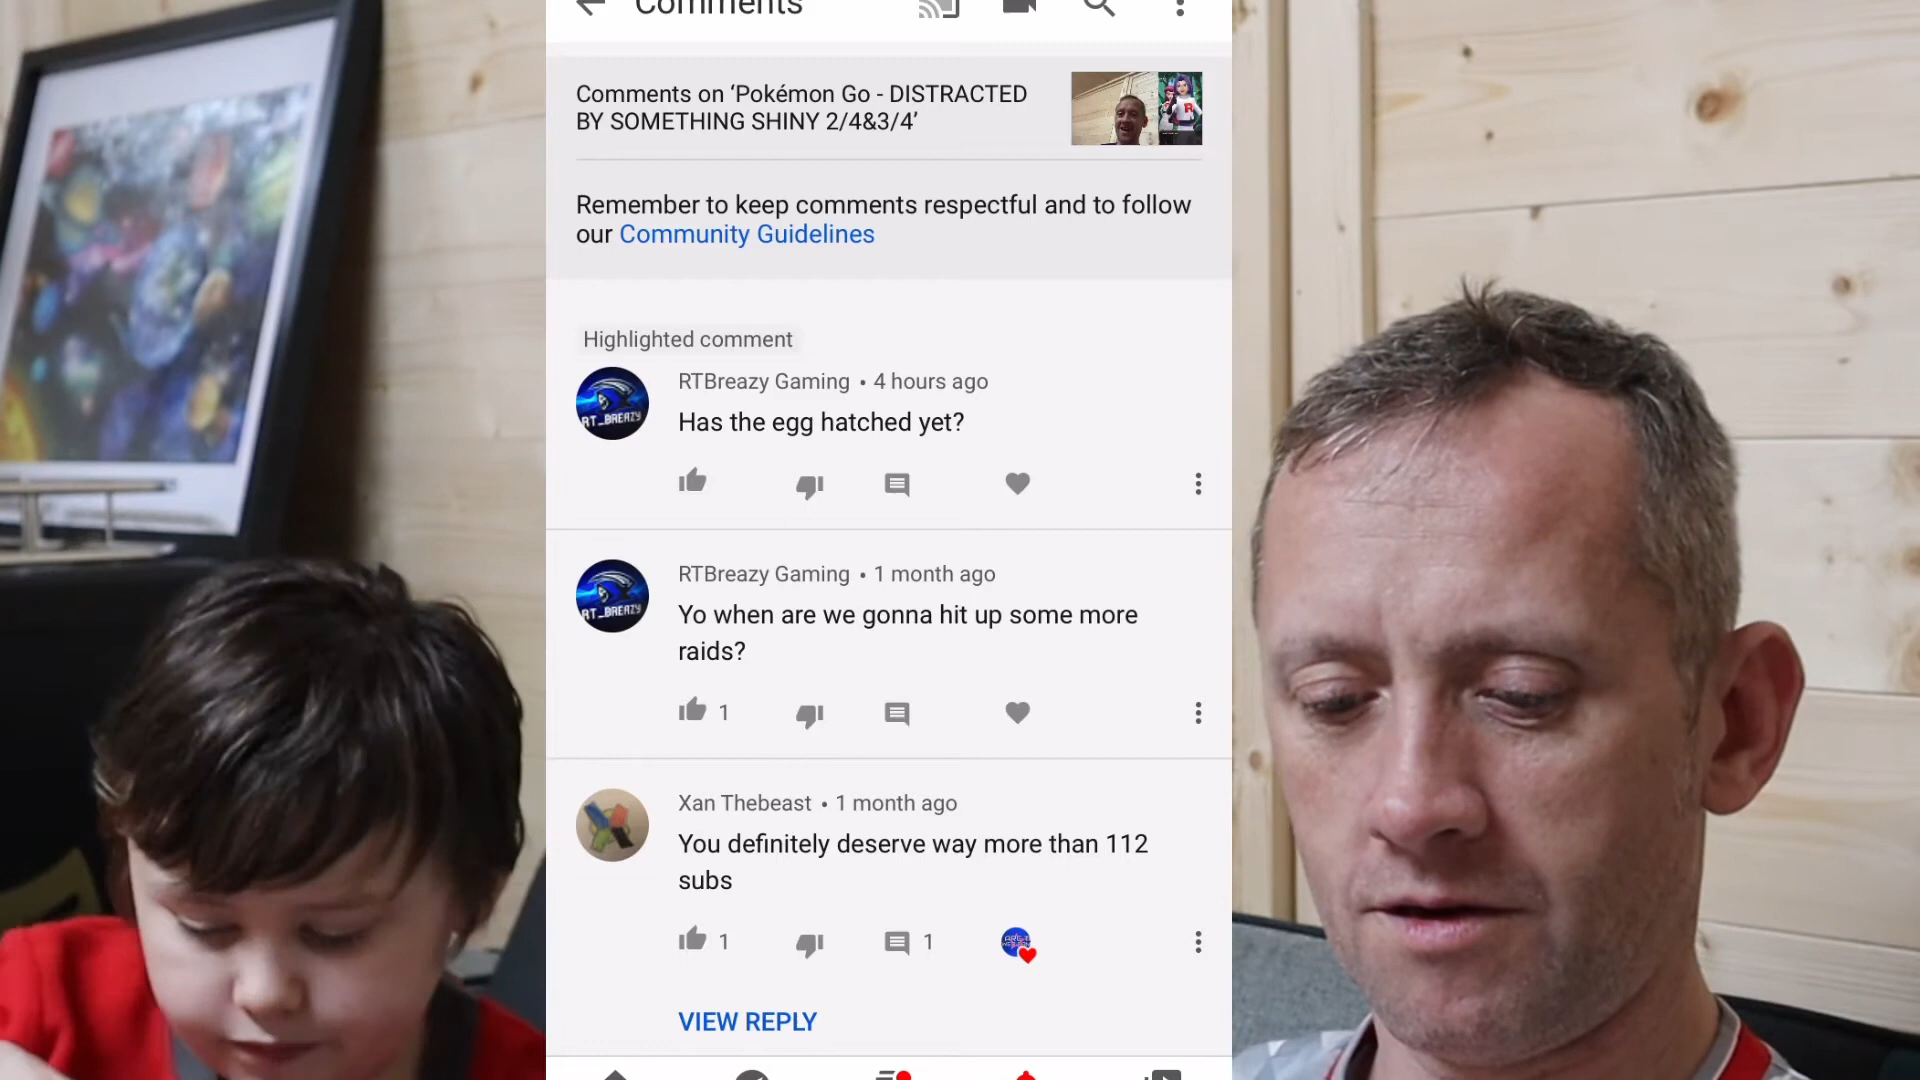 Comments
Comments on ‘Pokémon Go - DISTRACTED
BY SOMETHING SHINY 2/4&3/4’
Remember to keep comments respectful and to follow
our Community Guidelines
Highlighted comment
RTBreazy Gaming • 4 hours ago
RT_BREAZY
Has the egg hatched yet?
RTBreazy Gaming • 1 month ago
RT_BREAZY
Yo when are we gonna hit up some more
raids?
1
Xan Thebeast • 1 month ago
You definitely deserve way more than 112
subs
1 1
VIEW REPLY